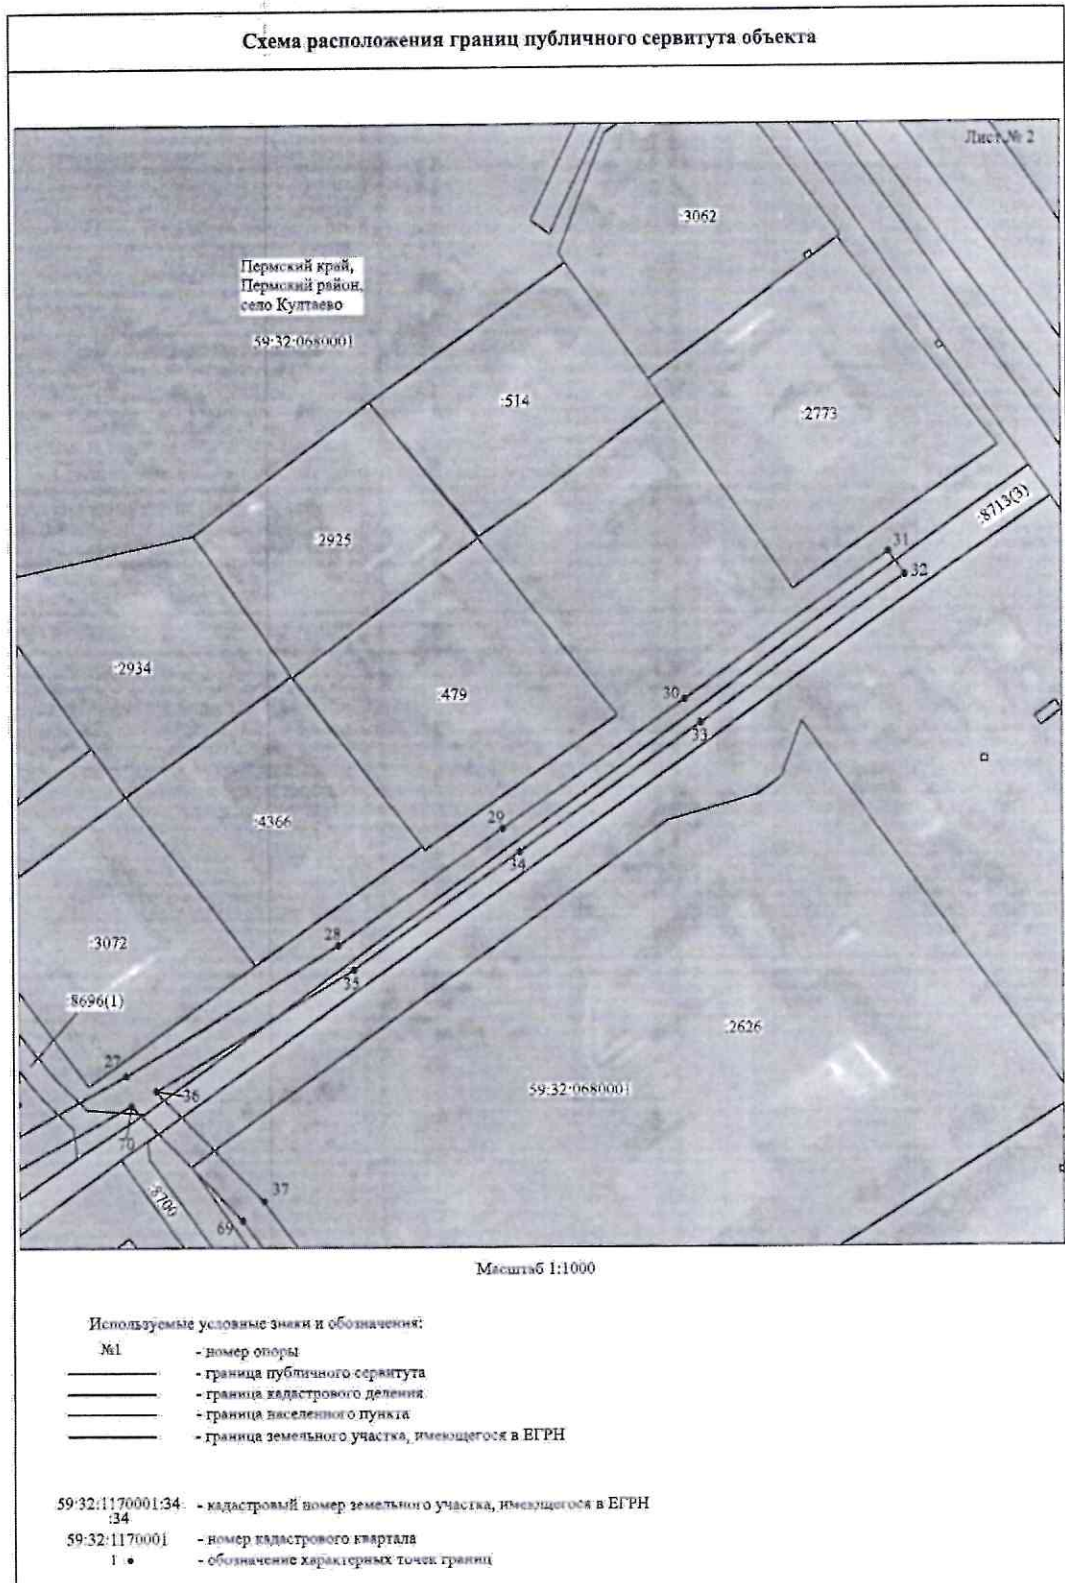 Схема расположения границ публичного сервитута объекта
Лист № 2
:3062
Пермский край,
Пермский район,
село Култаево
59:32:0680001
:514
:2773
:8713(3)
:2925
31
32
:2934
:479
30
33
:4366
29
34
:3072
28
35
:8696(1)
:2626
27
36
59:32:0680001
70
:8700
37
69
Масштаб 1:1000
Используемые условные знаки и обозначения:
№1 - номер опоры
- граница публичного сервитута
- граница кадастрового деления
- граница населенного пункта
- граница земельного участка, имеющегося в ЕГРН
59:32:1170001:34 - кадастровый номер земельного участка, имеющегося в ЕГРН
:34
59:32:1170001 - номер кадастрового квартала
1 • - обозначение характерных точек границ